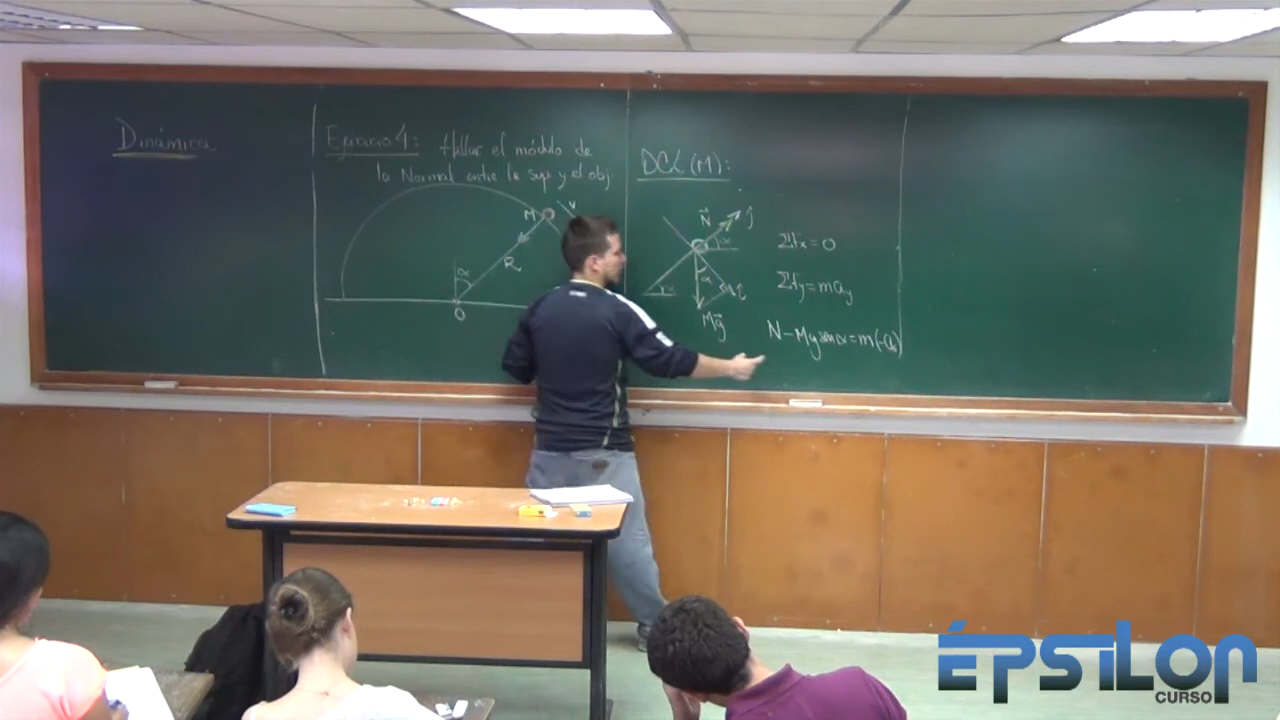 Dinámica
Ejercicio 4: Hallar el módulo de
la Normal entre la sup y el obj.
M
v
R
α
O
DCL (M):
N⃗
ĵ
α
α
α
î
Mg⃗
ΣFx = 0
ΣFy = may
N - Mg sen α = m(-ac)
ÉPSILON
CURSO